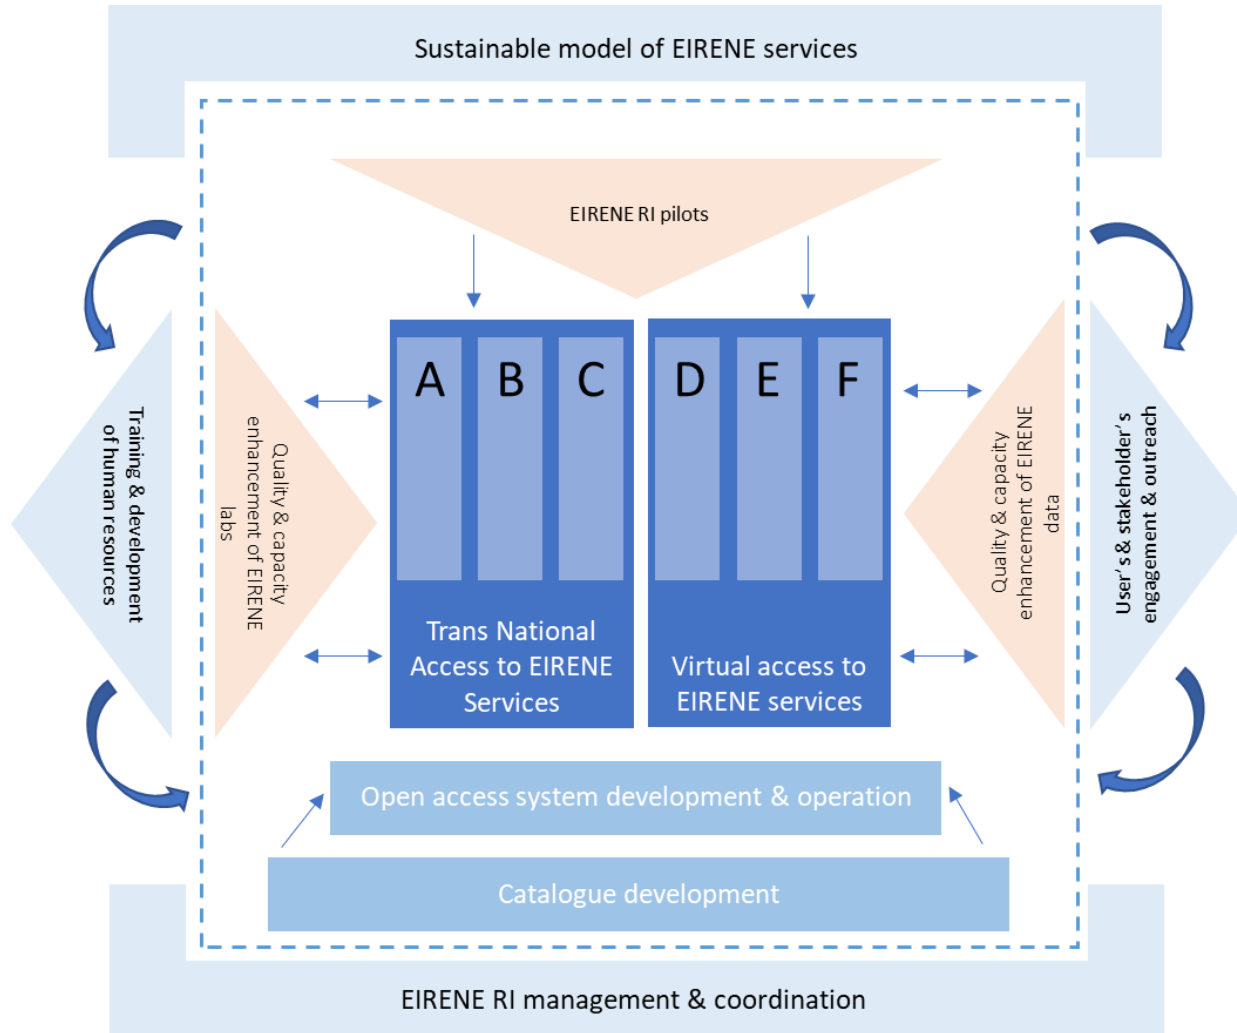 Sustainable model of EIRENE services
EIRENE RI pilots
A B C D E F
Training & development
of human resources
Quality & capacity
enhancement of EIRENE
labs
Trans National
Access to EIRENE
Services
Virtual access to
EIRENE services
Quality & capacity
enhancement of EIRENE
data
User's & stakeholder's
engagement & outreach
Open access system development & operation
Catalogue development
EIRENE RI management & coordination